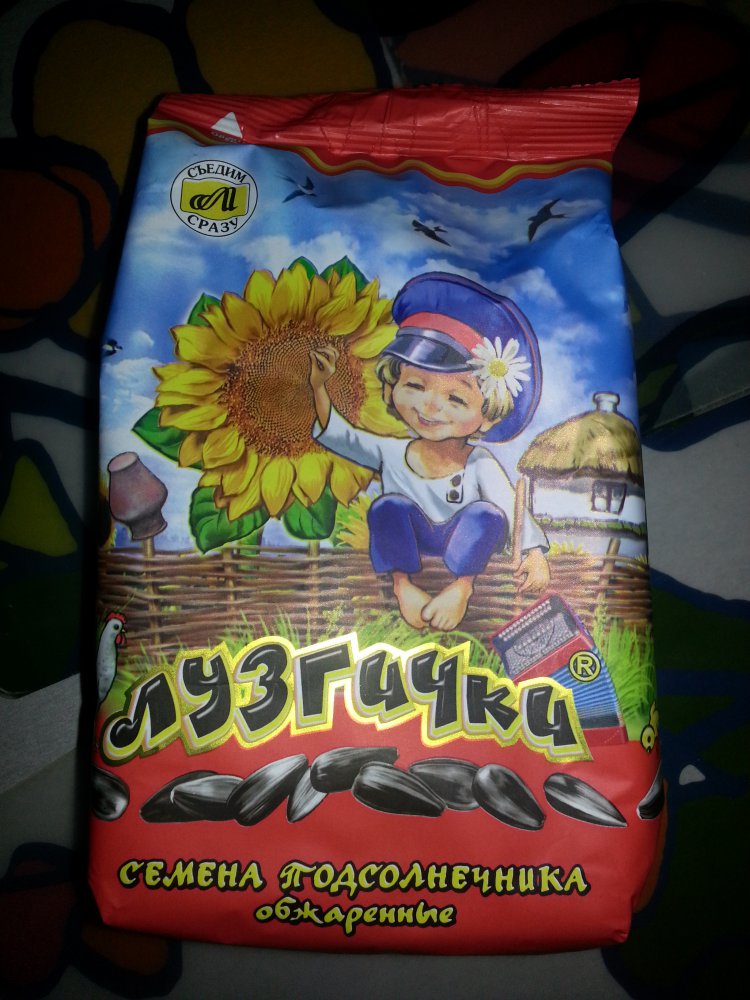 СЪЕДИМ
СРАЗУ
лузгички ®
СЕМЕНА ПОДСОЛНЕЧНИКА
обжаренные